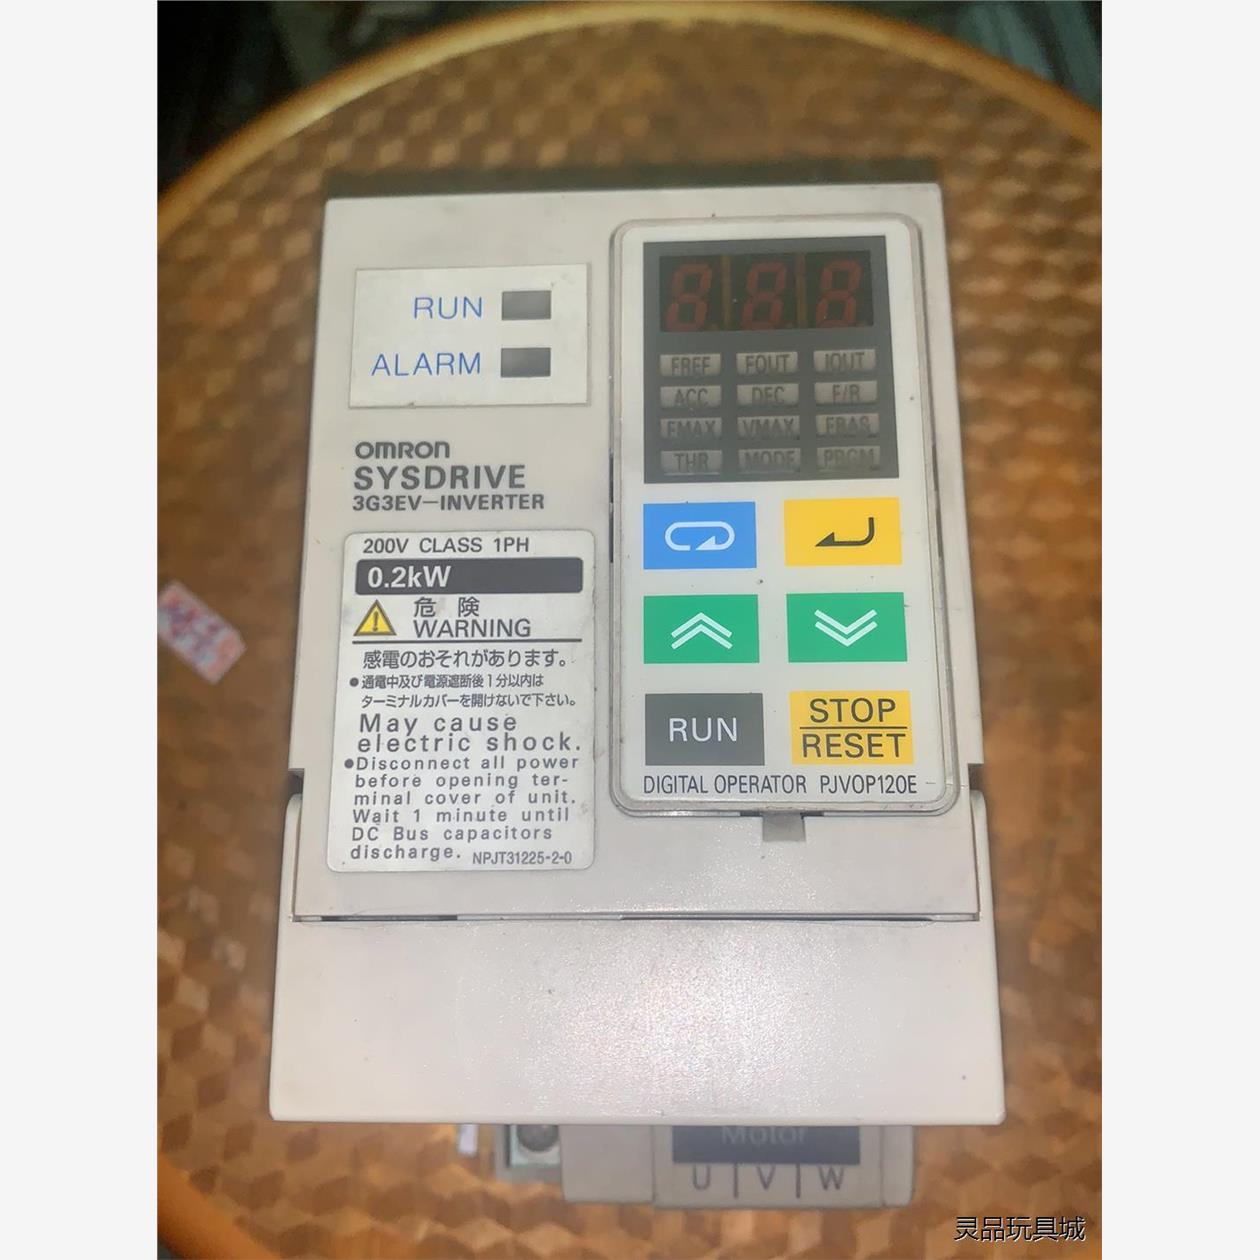 RUN
ALARM
OMRON
SYSDRIVE
3G3EV-INVERTER
200V CLASS 1PH
0.2kW
危 険
WARNING
感電のおそれがあります。
●通電中及び電源遮断後1分以内は
ターミナルカバーを開けないで下さい。
May cause
electric shock.
●Disconnect all power
before opening ter-
minal cover of unit.
Wait 1 minute until
DC Bus capacitors
discharge. NPJT31225-2-0
8.8.8
FREF FOUT IOUT
ACC DEC F/R
FMAX VMAX FBAS
THR MODE PRGM
RUN
STOP
RESET
DIGITAL OPERATOR PJVOP120E
Motor
U V W
灵品玩具城